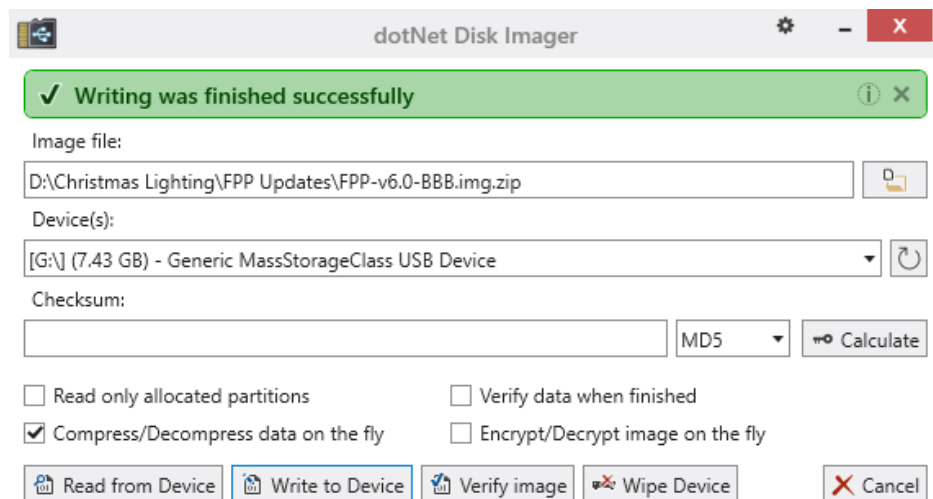 dotNet Disk Imager
Writing was finished successfully
Image file:
D:\Christmas Lighting\FPP Updates\FPP-v6.0-BBB.img.zip
Device(s):
[G:\] (7.43 GB) - Generic MassStorageClass USB Device
Checksum:
MD5 Calculate
Read only allocated partitions Verify data when finished
Compress/Decompress data on the fly Encrypt/Decrypt image on the fly
Read from Device Write to Device Verify image Wipe Device Cancel